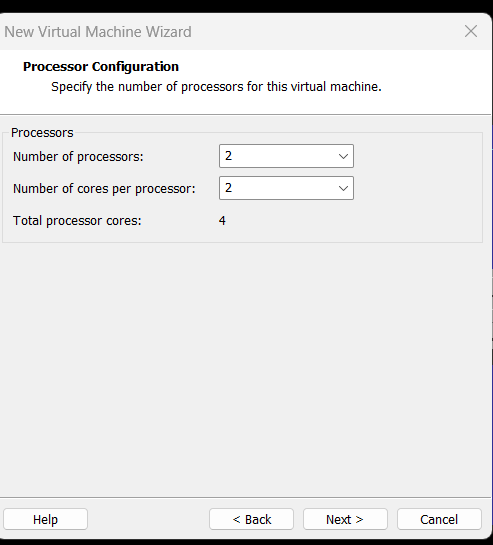 New Virtual Machine Wizard
Processor Configuration
Specify the number of processors for this virtual machine.
Processors
Number of processors: 2
Number of cores per processor: 2
Total processor cores: 4
Help < Back Next > Cancel